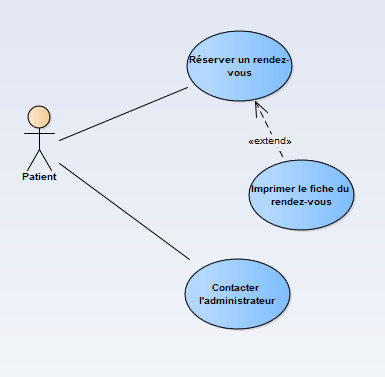 Réserver un rendez-
vous
«extend»
Patient
Imprimer le fiche du
rendez-vous
Contacter
l'administrateur